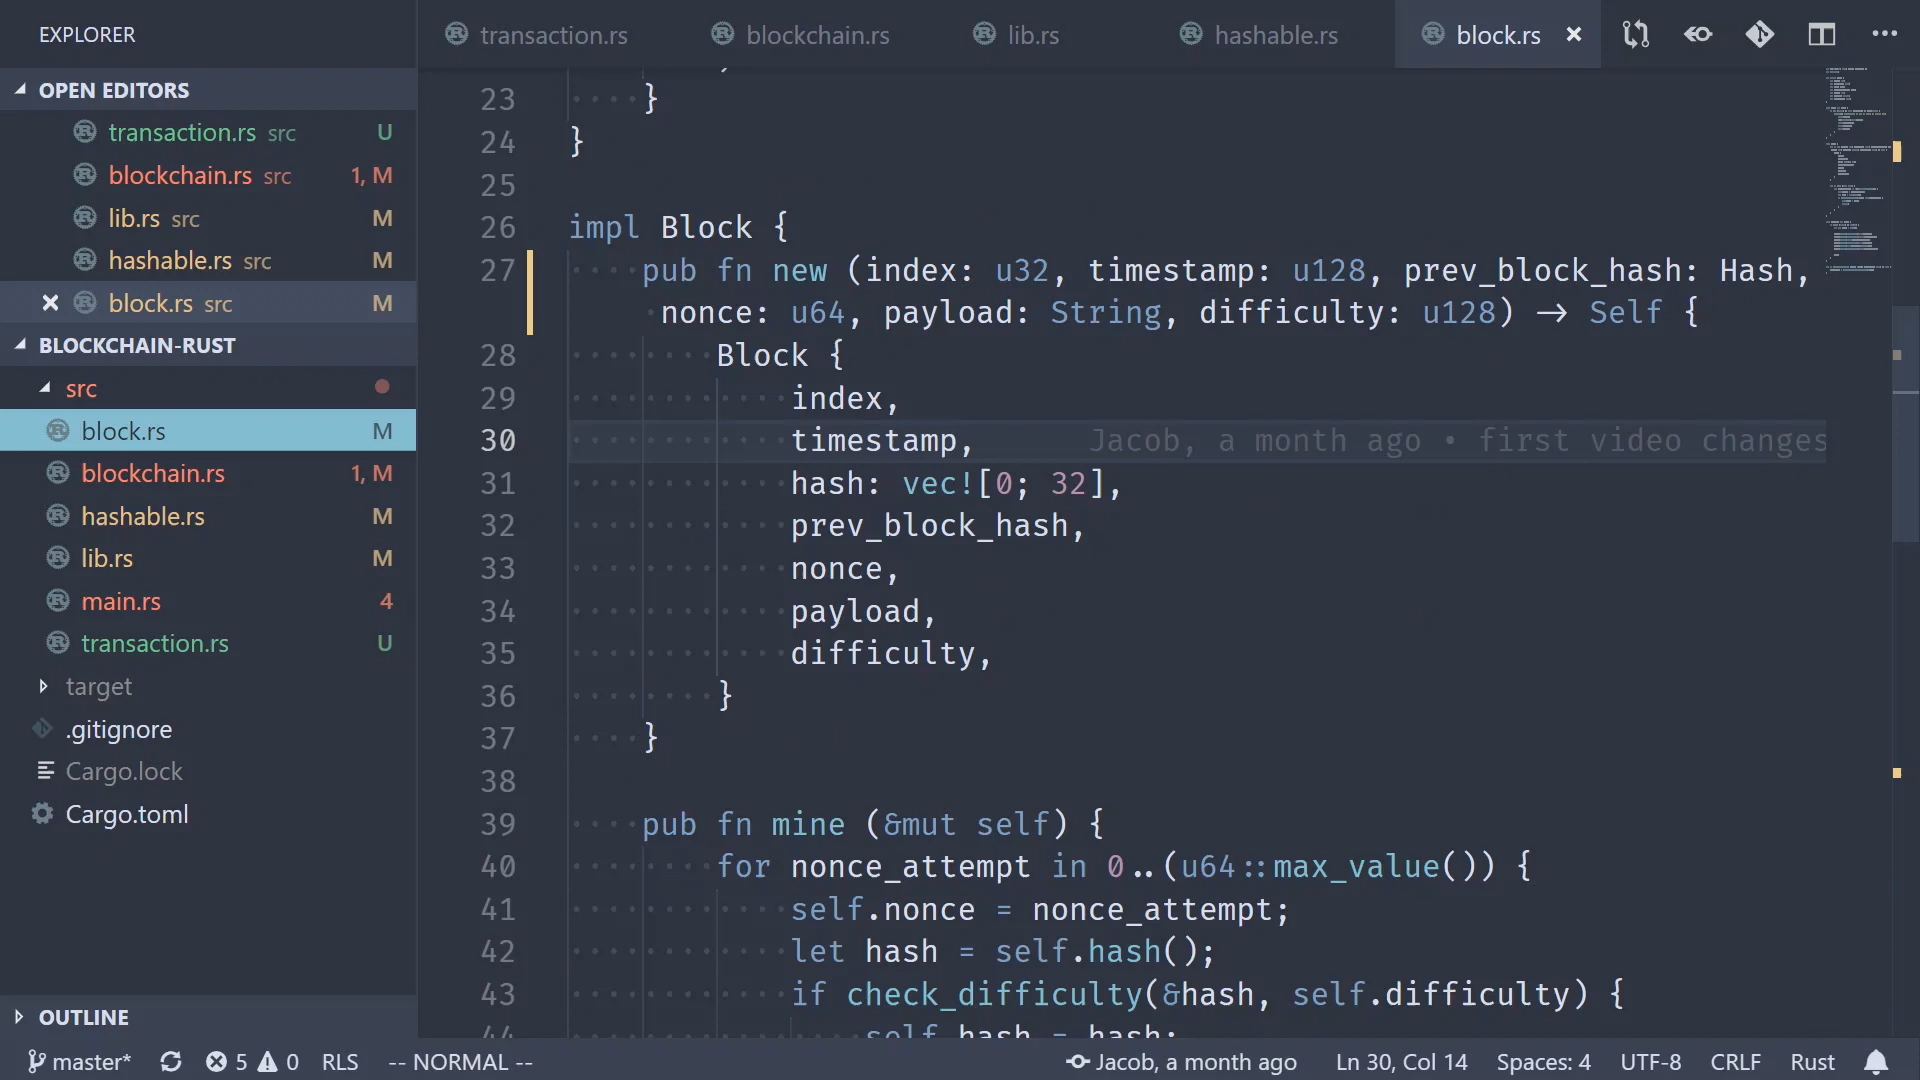 EXPLORER
OPEN EDITORS
transaction.rs src U
blockchain.rs src 1, M
lib.rs src M
hashable.rs src M
block.rs src M
BLOCKCHAIN-RUST
src
block.rs M
blockchain.rs 1, M
hashable.rs M
lib.rs M
main.rs 4
transaction.rs U
target
.gitignore
Cargo.lock
Cargo.toml
OUTLINE
transaction.rs blockchain.rs lib.rs hashable.rs block.rs
23 }
24 }
25
26 impl Block {
27 pub fn new (index: u32, timestamp: u128, prev_block_hash: Hash,
nonce: u64, payload: String, difficulty: u128) -> Self {
28 Block {
29 index,
30 timestamp, Jacob, a month ago • first video changes
31 hash: vec![0; 32],
32 prev_block_hash,
33 nonce,
34 payload,
35 difficulty,
36 }
37 }
38
39 pub fn mine (&mut self) {
40 for nonce_attempt in 0..(u64::max_value()) {
41 self.nonce = nonce_attempt;
42 let hash = self.hash();
43 if check_difficulty(&hash, self.difficulty) {
44 self.hash = hash;
master* 5 0 RLS -- NORMAL -- Jacob, a month ago Ln 30, Col 14 Spaces: 4 UTF-8 CRLF Rust